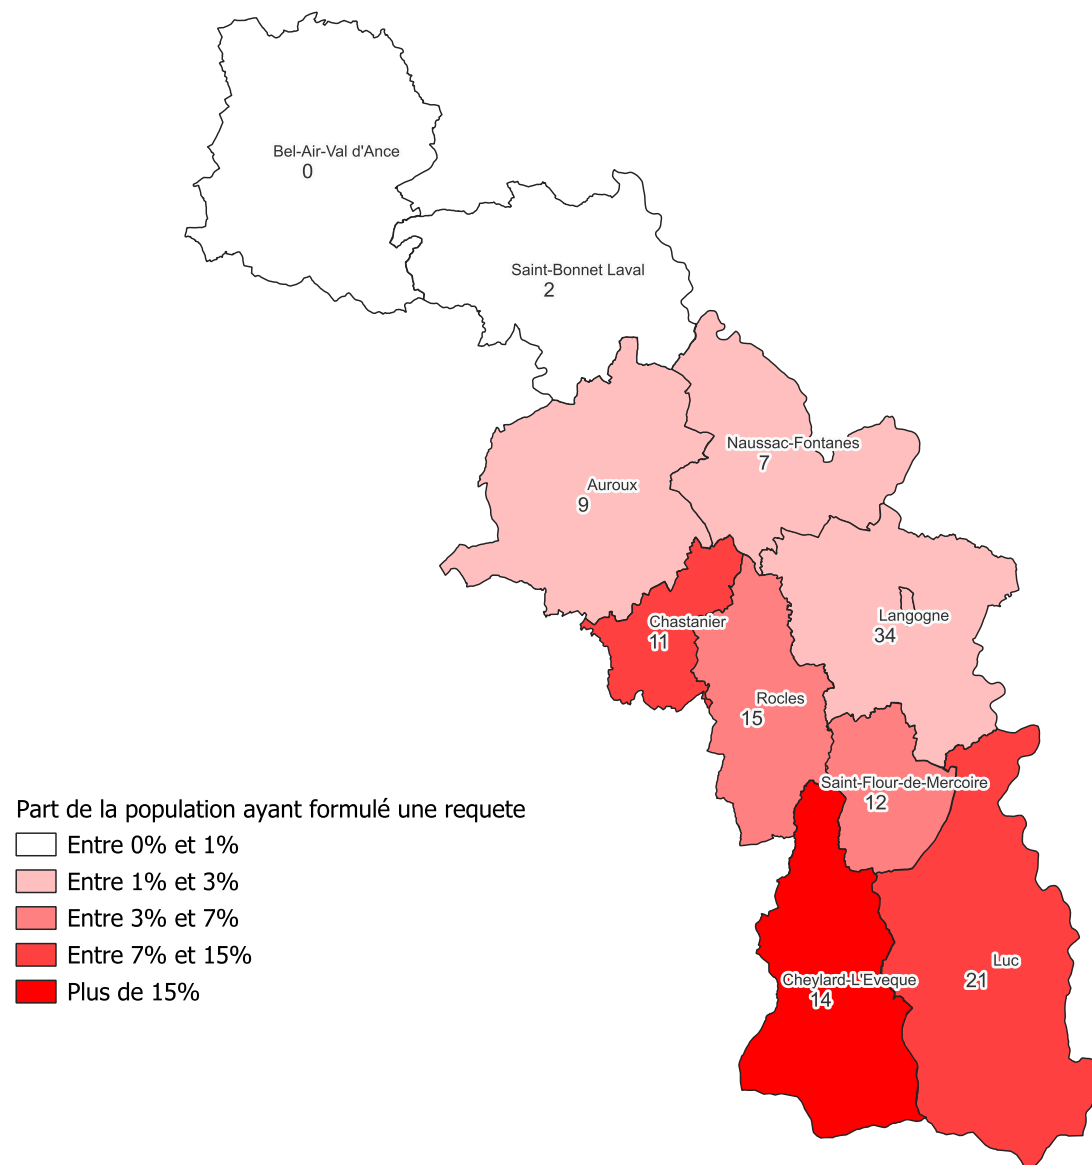 Bel-Air-Val d'Ance
0
Saint-Bonnet Laval
2
Naussac-Fontanes
7
Auroux
9
Langogne
34
Chastanier
11
Rocles
15
Saint-Flour-de-Mercoire
12
Part de la population ayant formulé une requete
Entre 0% et 1%
Entre 1% et 3%
Entre 3% et 7%
Entre 7% et 15%
Plus de 15%
Luc
21
Cheylard-L'Eveque
14